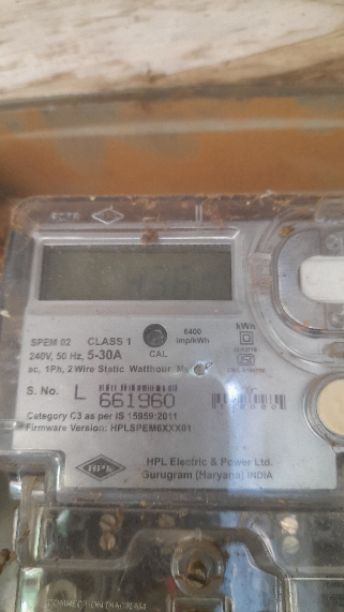 SPEM 02 CLASS 1
6400
imp/kWh
kWh
240V, 50 Hz, 5-30A
CAL
ac, 1Ph, 2 Wire Static Watthour
S. No. L 661960
Category C3 as per IS 15959:2011
Firmware Version: HPLSPEM6XXX01
HPL
HPL Electric & Power Ltd.
Gurugram (Haryana) INDIA
CONNECTION DIAGRAM